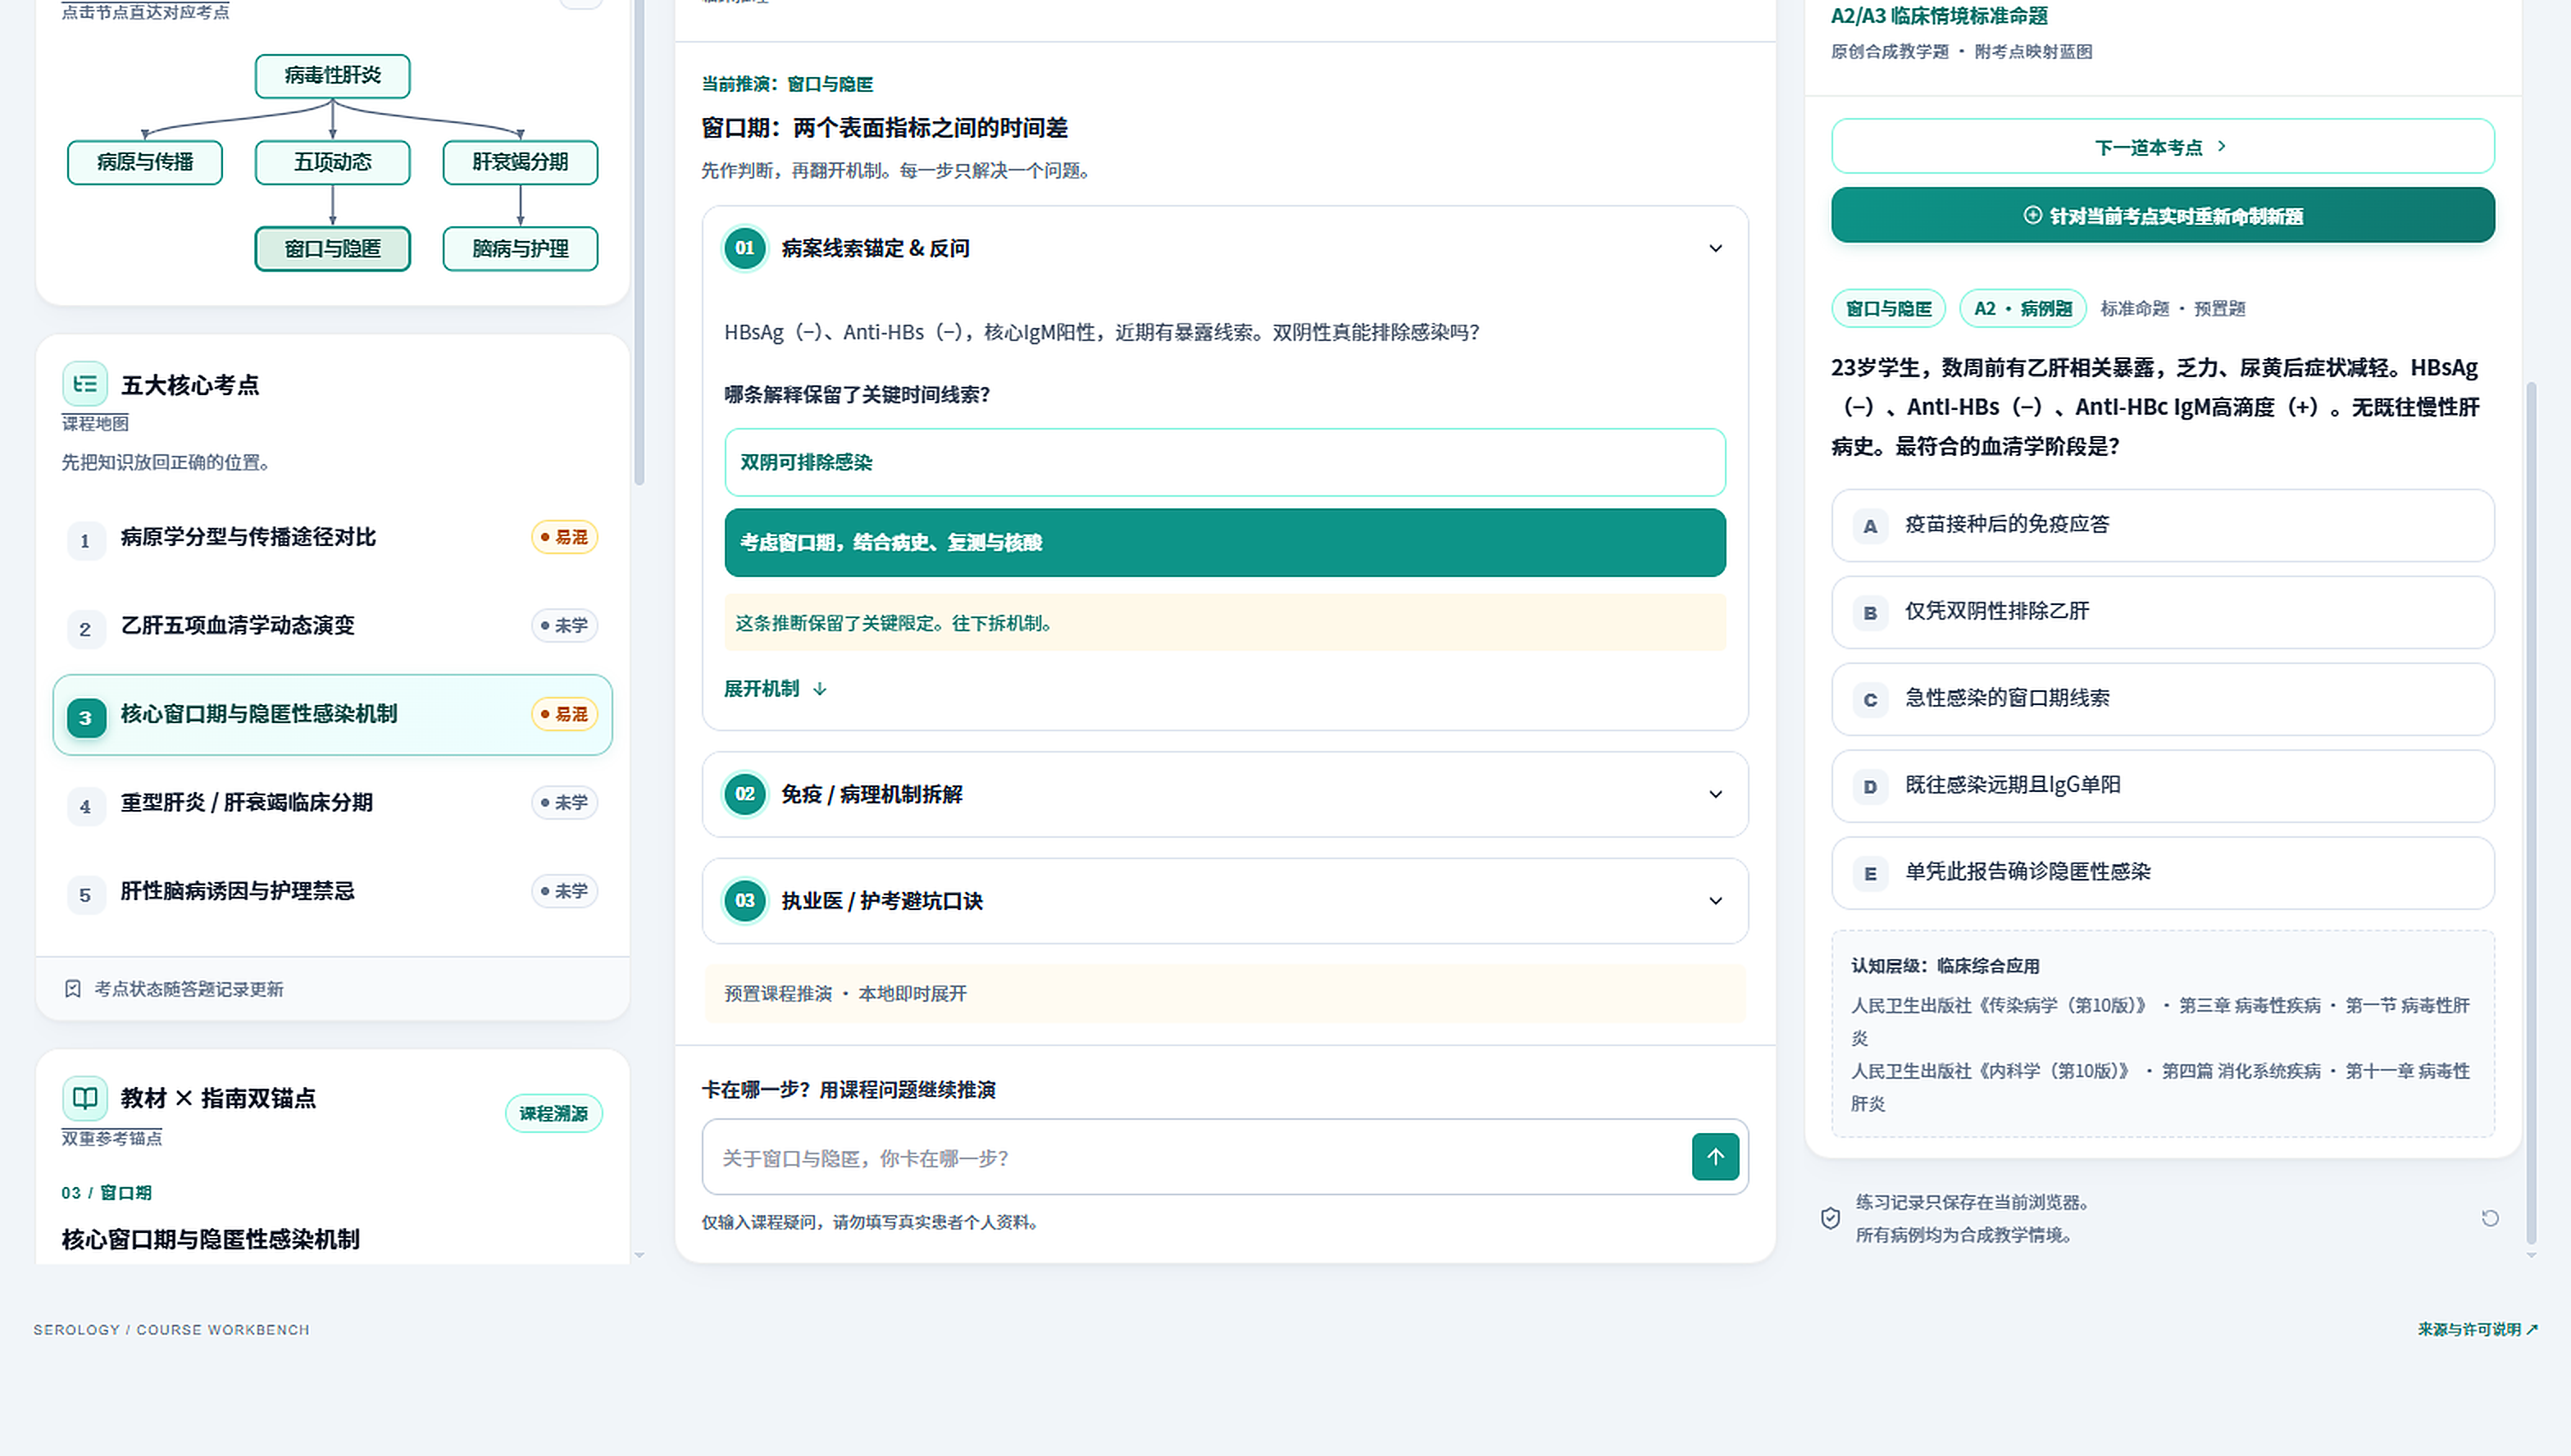 点击节点直达对应考点
病毒性肝炎
病原与传播
五项动态
肝衰竭分期
窗口与隐匿
脑病与护理
五大核心考点
课程地图
先把知识放回正确的位置。
1 病原学分型与传播途径对比 易混
2 乙肝五项血清学动态演变 未学
3 核心窗口期与隐匿性感染机制 易混
4 重型肝炎 / 肝衰竭临床分期 未学
5 肝性脑病诱因与护理禁忌 未学
考点状态随答题记录更新
教材 × 指南双锚点
课程溯源
双重参考锚点
03 / 窗口期
核心窗口期与隐匿性感染机制
当前推演：窗口与隐匿
窗口期：两个表面指标之间的时间差
先作判断，再翻开机制。每一步只解决一个问题。
01 病案线索锚定 & 反问
HBsAg（−）、Anti-HBs（−），核心IgM阳性，近期有暴露线索。双阴性真能排除感染吗？
哪条解释保留了关键时间线索？
双阴可排除感染
考虑窗口期，结合病史、复测与核酸
这条推断保留了关键限定。往下拆机制。
展开机制 ↓
02 免疫 / 病理机制拆解
03 执业医 / 护考避坑口诀
预置课程推演 · 本地即时展开
卡在哪一步？用课程问题继续推演
关于窗口与隐匿，你卡在哪一步？
仅输入课程疑问，请勿填写真实患者个人资料。
A2/A3 临床情境标准命题
原创合成教学题 · 附考点映射蓝图
下一道本考点
针对当前考点实时重新命制新题
窗口与隐匿 A2 · 病例题 标准命题 · 预置题
23岁学生，数周前有乙肝相关暴露，乏力、尿黄后症状减轻。HBsAg
（−）、AntI-HBs（−）、AntI-HBc IgM高滴度（+）。无既往慢性肝
病史。最符合的血清学阶段是？
A 疫苗接种后的免疫应答
B 仅凭双阴性排除乙肝
C 急性感染的窗口期线索
D 既往感染远期且IgG单阳
E 单凭此报告确诊隐匿性感染
认知层级：临床综合应用
人民卫生出版社《传染病学（第10版）》 · 第三章 病毒性疾病 · 第一节 病毒性肝
炎
人民卫生出版社《内科学（第10版）》 · 第四篇 消化系统疾病 · 第十一章 病毒性
肝炎
练习记录只保存在当前浏览器。
所有病例均为合成教学情境。
SEROLOGY / COURSE WORKBENCH
来源与许可说明 ↗